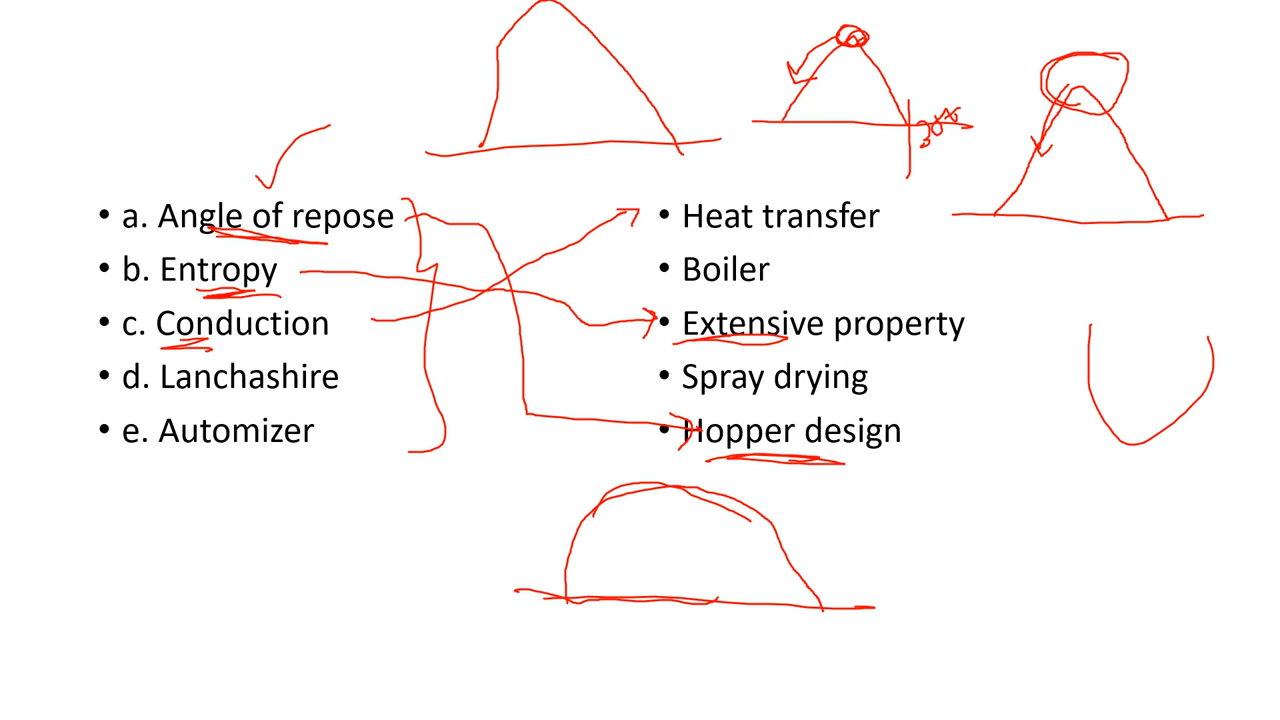 • a. Angle of repose
• b. Entropy
• c. Conduction
• d. Lanchashire
• e. Automizer
• Heat transfer
• Boiler
• Extensive property
• Spray drying
• Hopper design